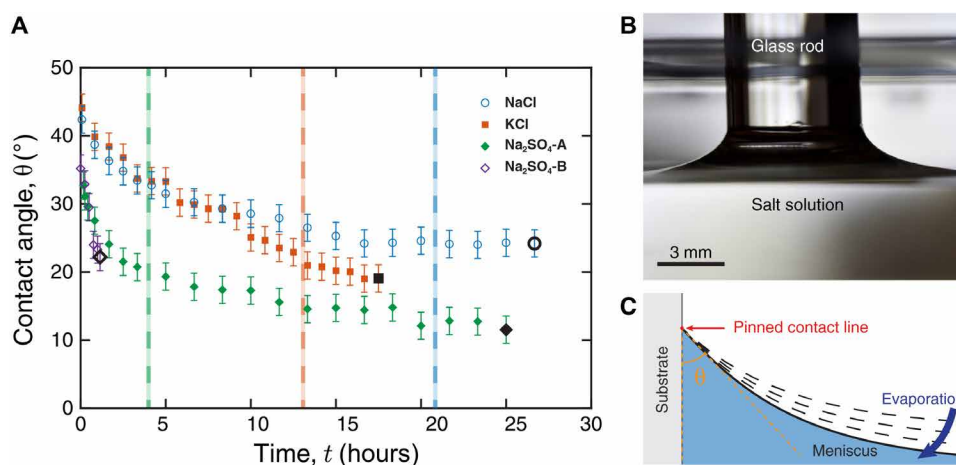 A
Contact angle, θ (°)
50
40
30
20
10
0
0
5
10
15
20
25
30
Time, t (hours)
NaCl
KCl
Na₂SO₄-A
Na₂SO₄-B
B
Glass rod
Salt solution
3 mm
C
Pinned contact line
Substrate
θ
Evaporatio
Meniscus